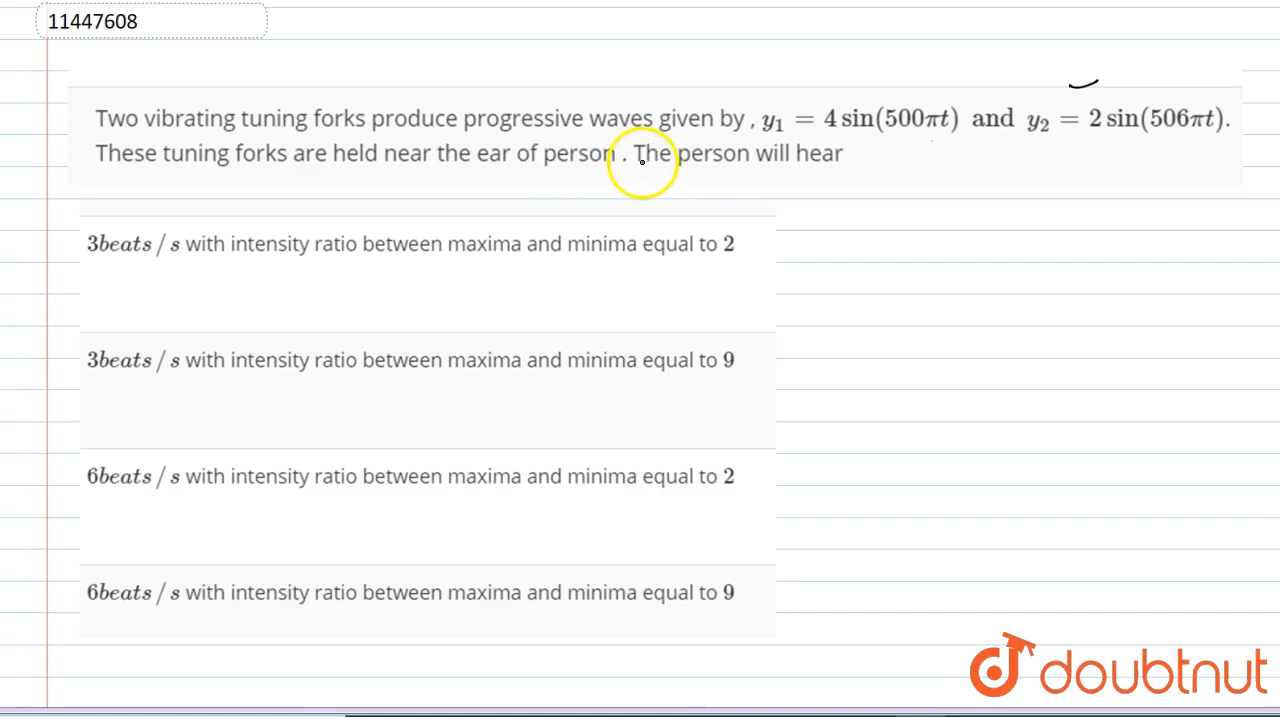 11447608
Two vibrating tuning forks produce progressive waves given by , y₁ = 4 sin(500πt) and y₂ = 2 sin(506πt).
These tuning forks are held near the ear of person . The person will hear
3beats/s with intensity ratio between maxima and minima equal to 2
3beats/s with intensity ratio between maxima and minima equal to 9
6beats/s with intensity ratio between maxima and minima equal to 2
6beats/s with intensity ratio between maxima and minima equal to 9
doubtnut